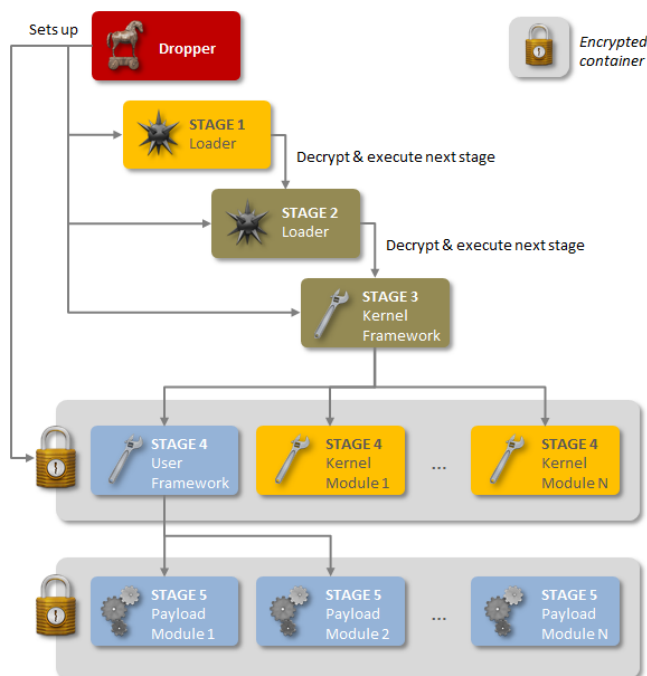 Sets up
Dropper
Encrypted
container
STAGE 1
Loader
Decrypt & execute next stage
STAGE 2
Loader
Decrypt & execute next stage
STAGE 3
Kernel
Framework
STAGE 4
User
Framework
STAGE 4
Kernel
Module 1
...
STAGE 4
Kernel
Module N
STAGE 5
Payload
Module 1
STAGE 5
Payload
Module 2
...
STAGE 5
Payload
Module N